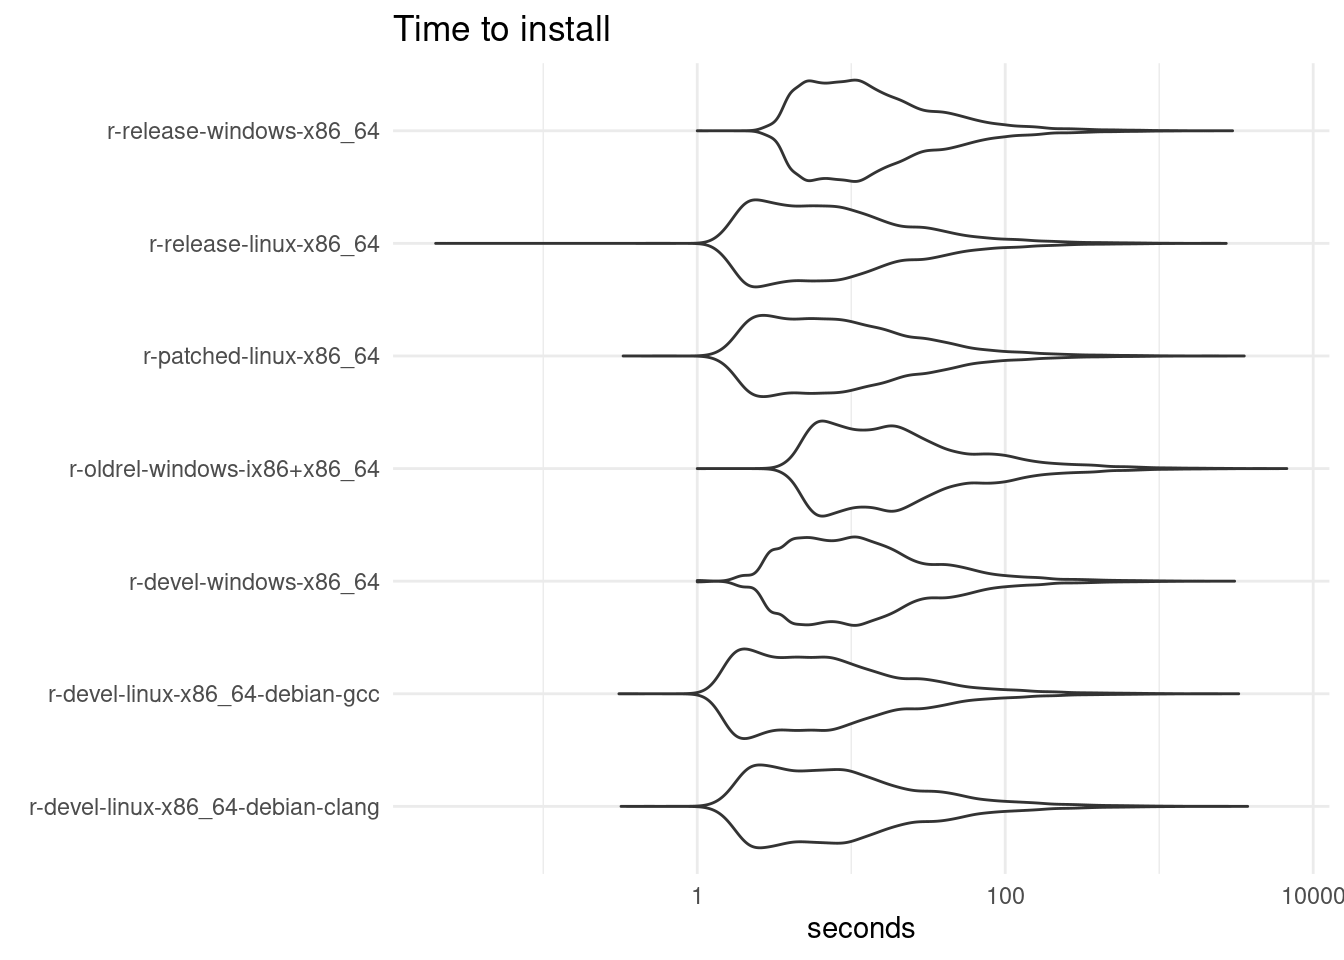 Time to install
r-release-windows-x86_64
r-release-linux-x86_64
r-patched-linux-x86_64
r-oldrel-windows-ix86+x86_64
r-devel-windows-x86_64
r-devel-linux-x86_64-debian-gcc
r-devel-linux-x86_64-debian-clang
1 100 10000
seconds